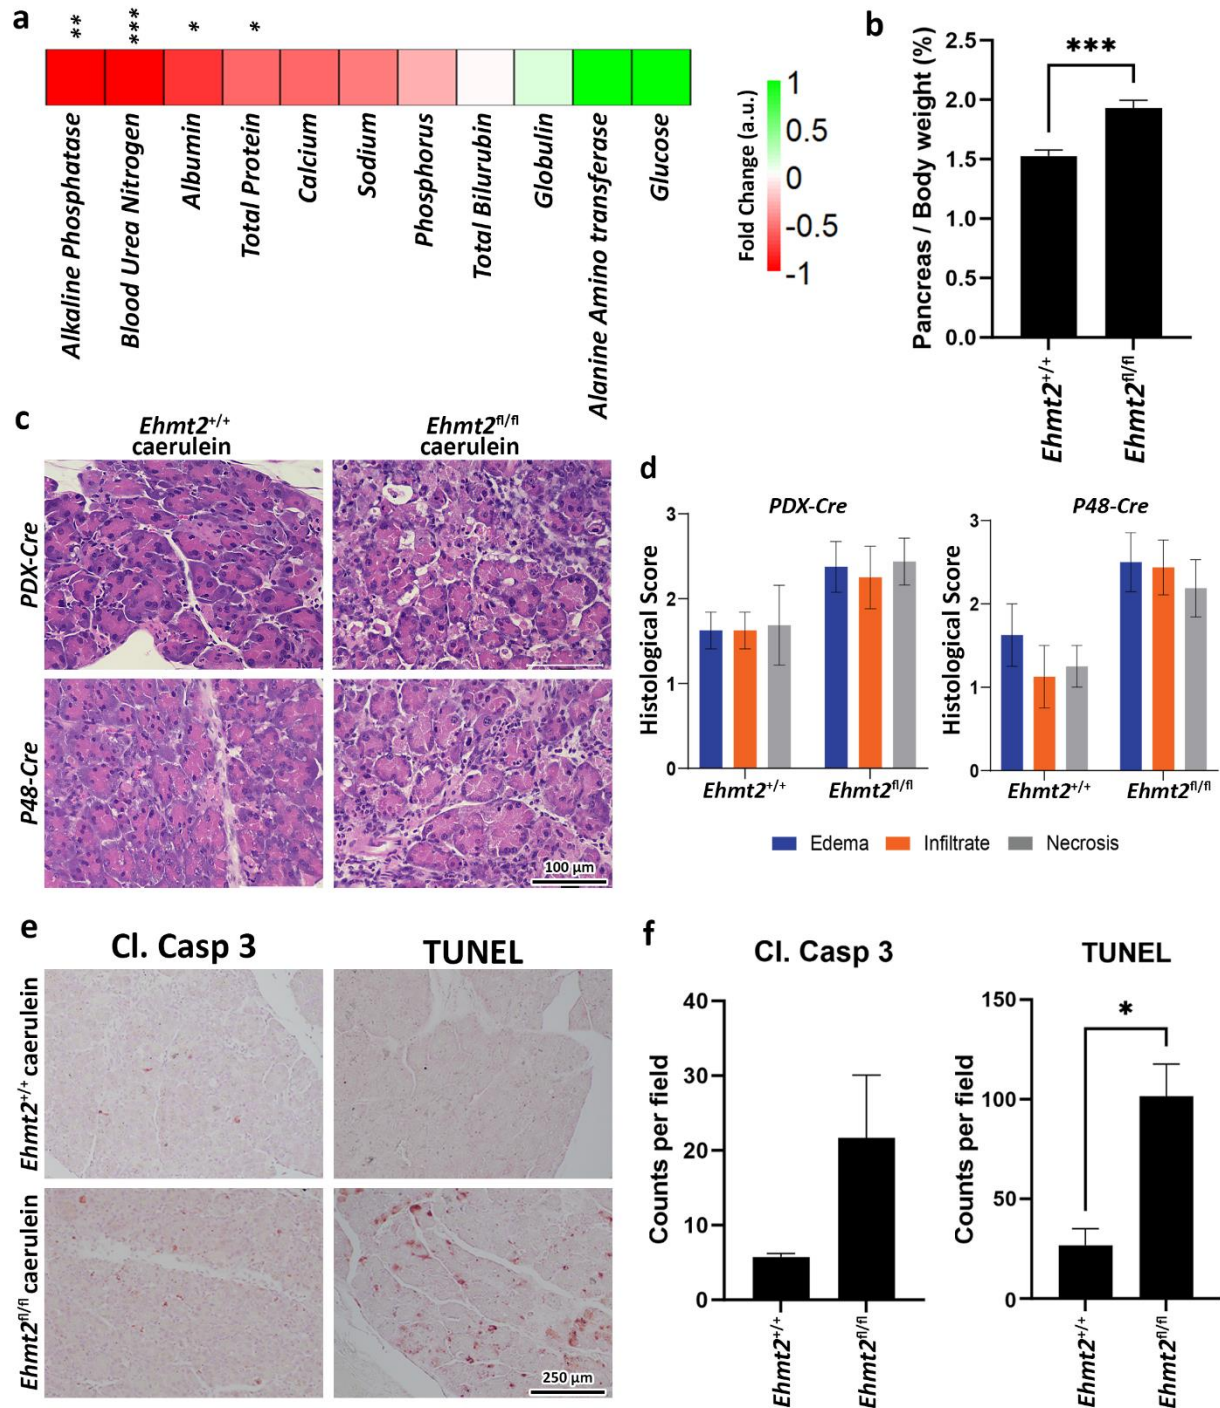 a
** *** * *
Alkaline Phosphatase
Blood Urea Nitrogen
Albumin
Total Protein
Calcium
Sodium
Phosphorus
Total Bilurubin
Globulin
Alanine Amino transferase
Glucose
Fold Change (a.u.)
1
0.5
0
-0.5
-1
b
Pancreas / Body weight (%)
2.5
2.0
1.5
1.0
0.5
0.0
***
Ehmt2+/+
Ehmt2fl/fl
c
Ehmt2+/+
caerulein
Ehmt2fl/fl
caerulein
PDX-Cre
P48-Cre
100 µm
d
PDX-Cre
Histological Score
3
2
1
0
Ehmt2+/+
Ehmt2fl/fl
P48-Cre
Histological Score
3
2
1
0
Ehmt2+/+
Ehmt2fl/fl
Edema
Infiltrate
Necrosis
e
Cl. Casp 3
TUNEL
Ehmt2+/+ caerulein
Ehmt2fl/fl caerulein
250 µm
f
Cl. Casp 3
Counts per field
40
30
20
10
0
Ehmt2+/+
Ehmt2fl/fl
TUNEL
Counts per field
150
100
50
0
*
Ehmt2+/+
Ehmt2fl/fl